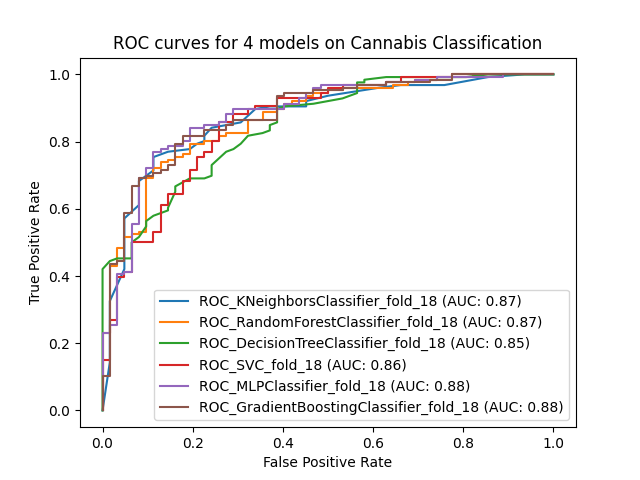 ROC curves for 4 models on Cannabis Classification
True Positive Rate
1.0
0.8
0.6
0.4
0.2
0.0
ROC_KNeighborsClassifier_fold_18 (AUC: 0.87)
ROC_RandomForestClassifier_fold_18 (AUC: 0.87)
ROC_DecisionTreeClassifier_fold_18 (AUC: 0.85)
ROC_SVC_fold_18 (AUC: 0.86)
ROC_MLPClassifier_fold_18 (AUC: 0.88)
ROC_GradientBoostingClassifier_fold_18 (AUC: 0.88)
0.0 0.2 0.4 0.6 0.8 1.0
False Positive Rate